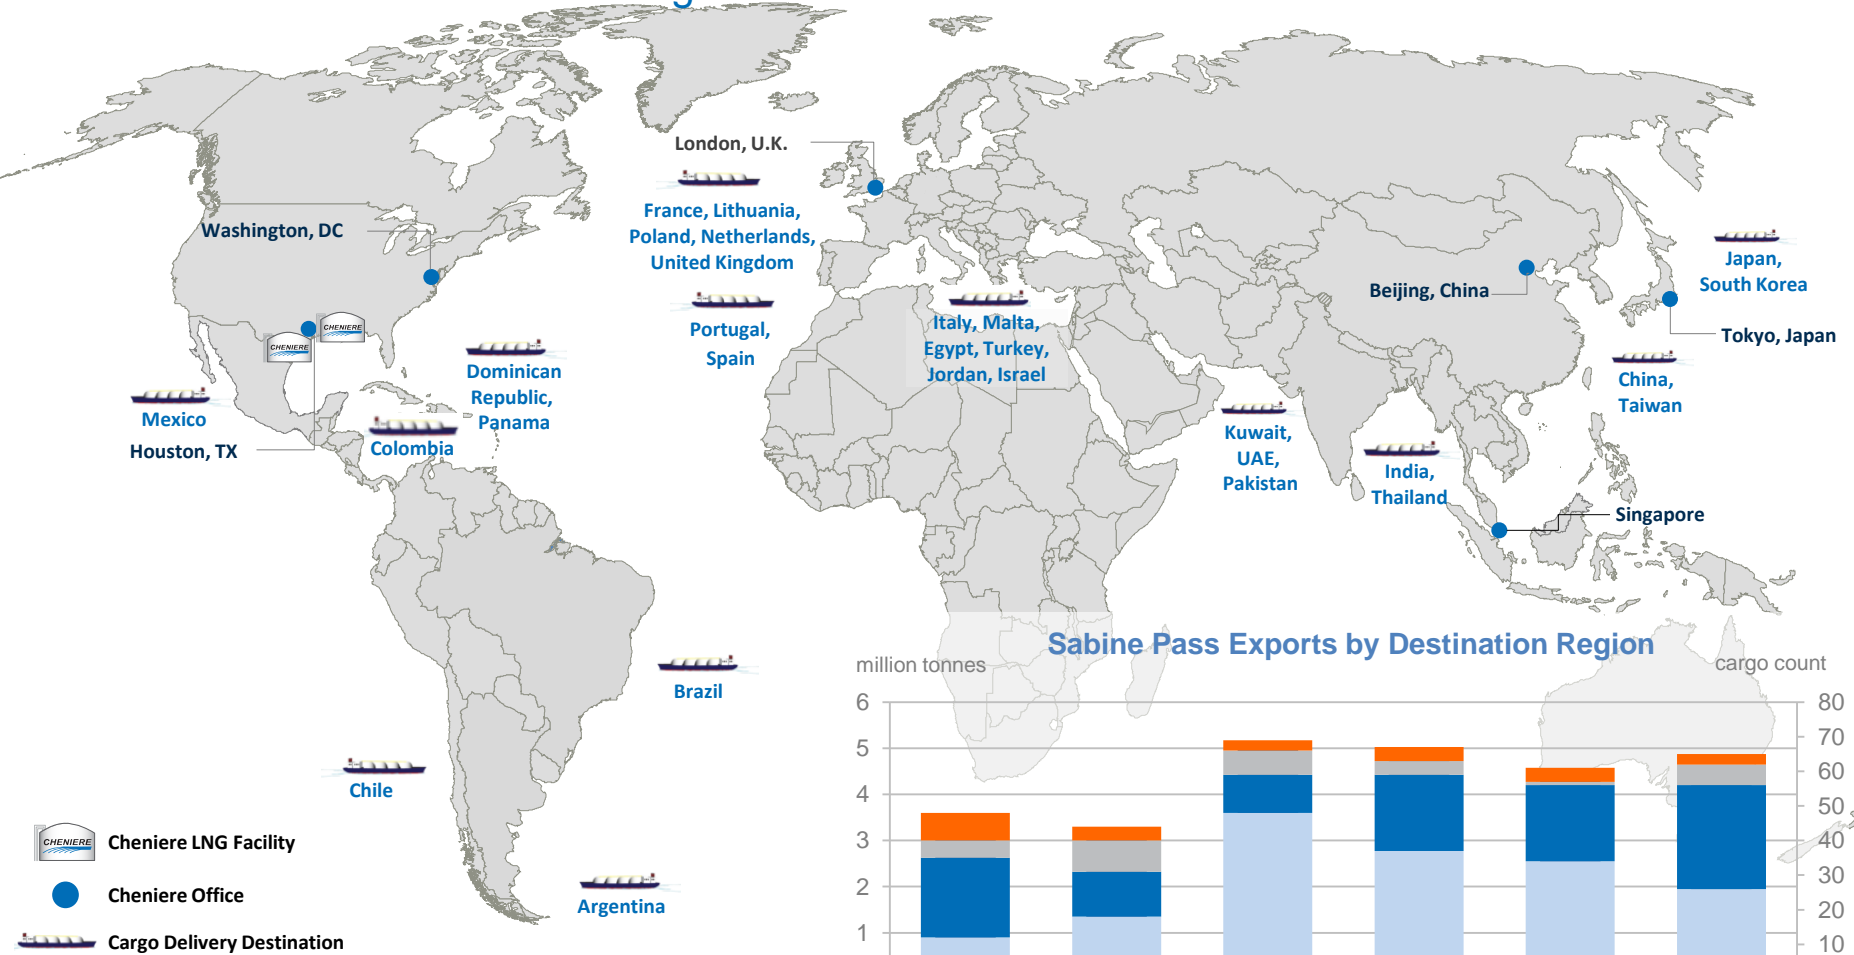 London, U.K.
France, Lithuania,
Poland, Netherlands,
United Kingdom
Washington, DC
Portugal,
Spain
Italy, Malta,
Egypt, Turkey,
Jordan, Israel
Beijing, China
Japan,
South Korea
Tokyo, Japan
China,
Taiwan
CHENIERE
CHENIERE
Dominican
Republic,
Panama
Mexico
Colombia
Houston, TX
Kuwait,
UAE,
Pakistan
India,
Thailand
Singapore
Brazil
Chile
Argentina
CHENIERE
Cheniere LNG Facility
Cheniere Office
Cargo Delivery Destination
Sabine Pass Exports by Destination Region
million tonnes
cargo count
6
5
4
3
2
1
80
70
60
50
40
30
20
10